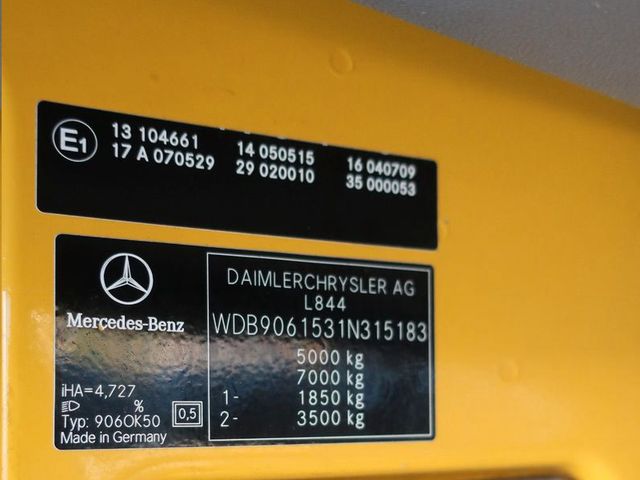 E1
13 104661 14 050515 16 040709
17 A 070529 29 020010 35 000053
Mercedes-Benz
DAIMLERCHRYSLER AG
L844
WDB9061531N315183
5000 kg
7000 kg
1- 1850 kg
2- 3500 kg
iHA=4,727
%
Typ: 906OK50
0,5
Made in Germany